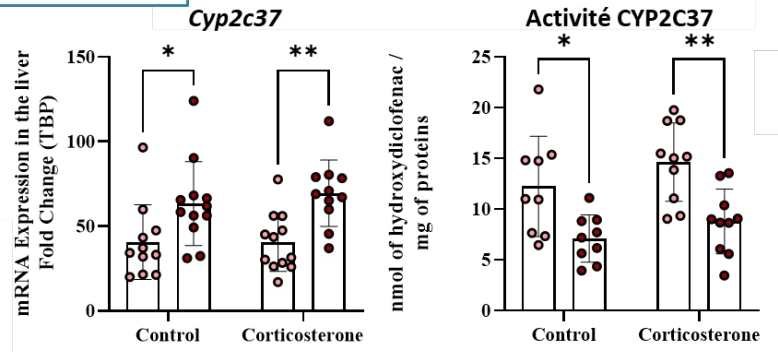 Cyp2c37
mRNA Expression in the liver
Fold Change (TBP)
150
100
50
0
*
**
Control
Corticosterone
Activité CYP2C37
nmol of hydroxydiclofenac /
mg of proteins
25
20
15
10
5
0
*
**
Control
Corticosterone